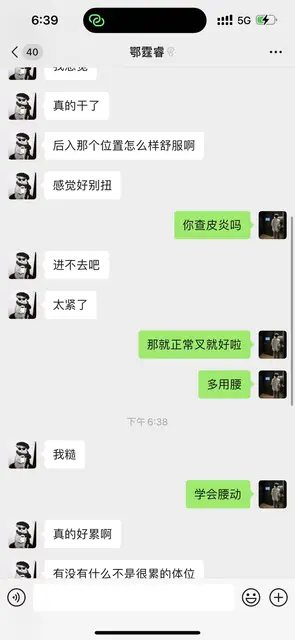 6:39
5G
40
鄂霆睿
真的干了
后入那个位置怎么样舒服啊
感觉好别扭
你查皮炎吗
进不去吧
太紧了
那就正常叉就好啦
多用腰
下午 6:38
我糙
学会腰动
真的好累啊
有没有什么不是很累的体位